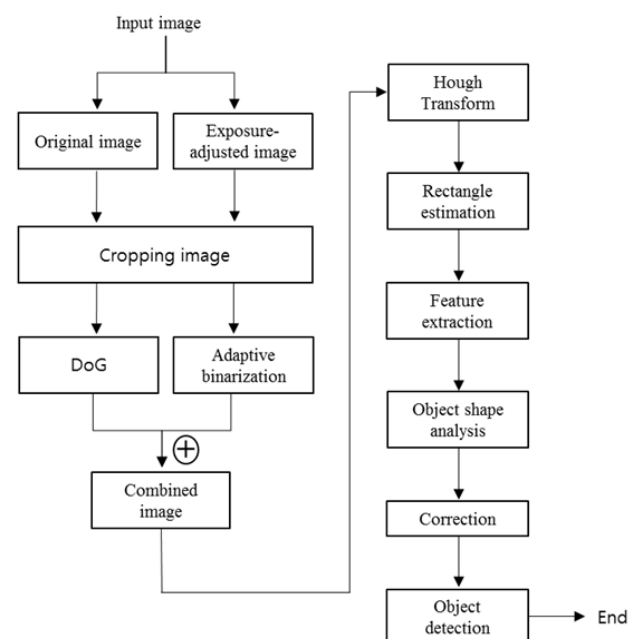 Input image
Original image
Exposure-
adjusted image
Cropping image
DoG
Adaptive
binarization
Combined
image
Hough
Transform
Rectangle
estimation
Feature
extraction
Object shape
analysis
Correction
Object
detection
End